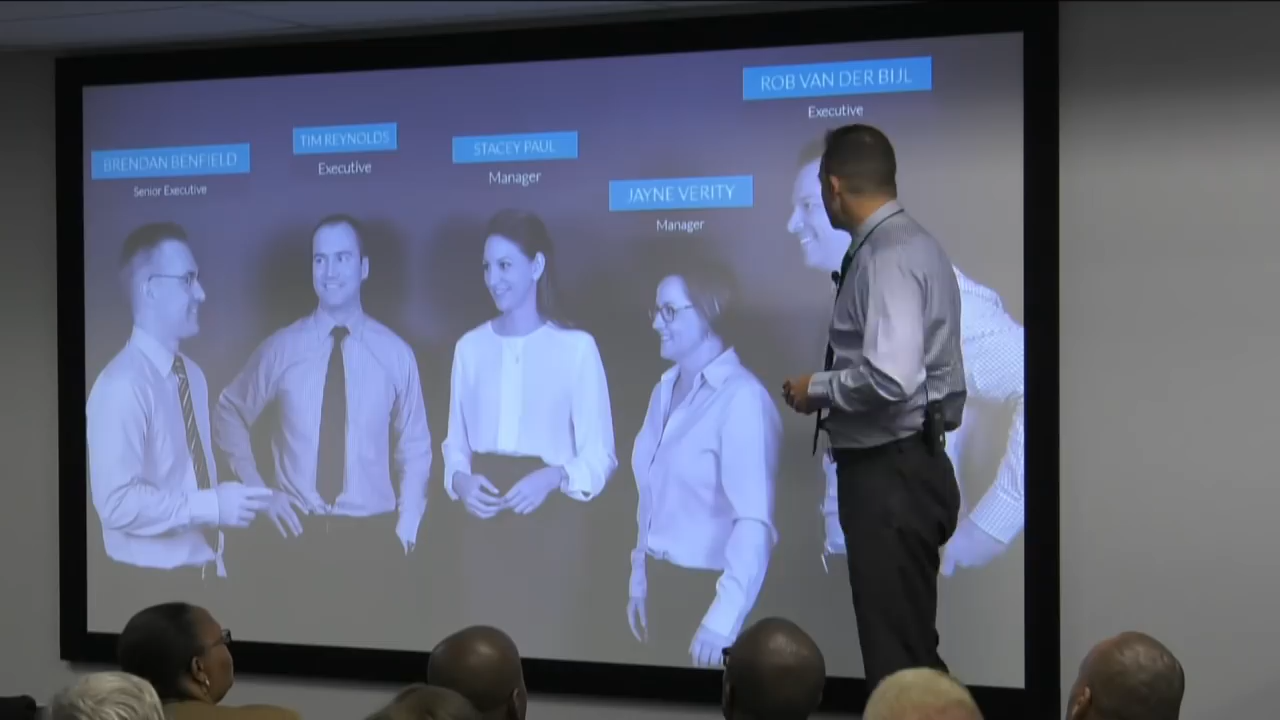 BRENDAN BENFIELD
Senior Executive
TIM REYNOLDS
Executive
STACEY PAUL
Manager
JAYNE VERITY
Manager
ROB VAN DER BIJL
Executive